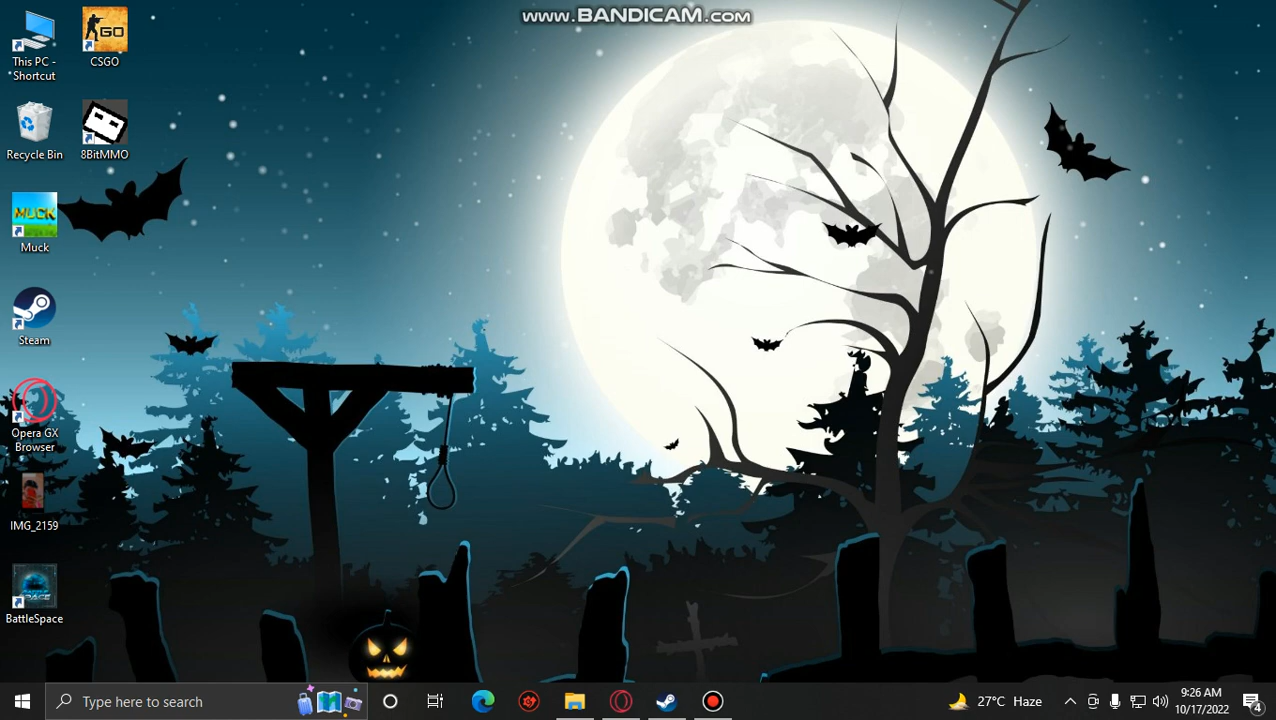 www.BANDICAM.com
This PC -
Shortcut
GO
CSGO
Recycle Bin
8BitMMO
MUCK
Muck
Steam
Opera GX
Browser
IMG_2159
BattleSpace
Type here to search
27°C Haze
9:26 AM
10/17/2022
4